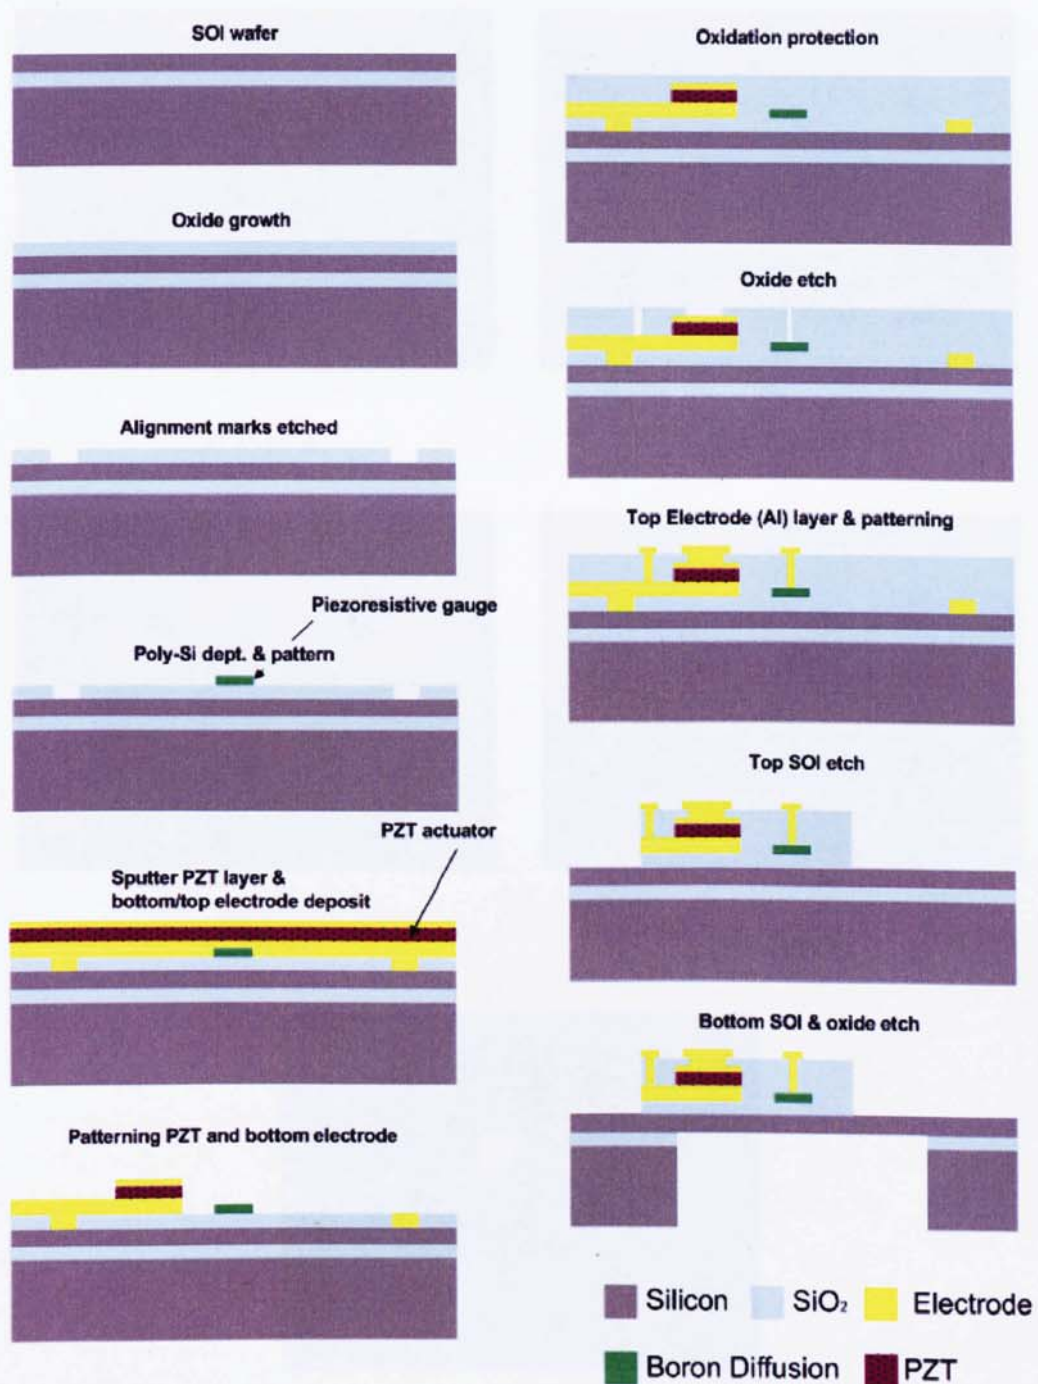 SOI wafer
Oxide growth
Alignment marks etched
Piezoresistive gauge
Poly-Si dept. & pattern
PZT actuator
Sputter PZT layer &
bottom/top electrode deposit
Patterning PZT and bottom electrode
Oxidation protection
Oxide etch
Top Electrode (Al) layer & patterning
Top SOI etch
Bottom SOI & oxide etch
Silicon
SiO₂
Electrode
Boron Diffusion
PZT